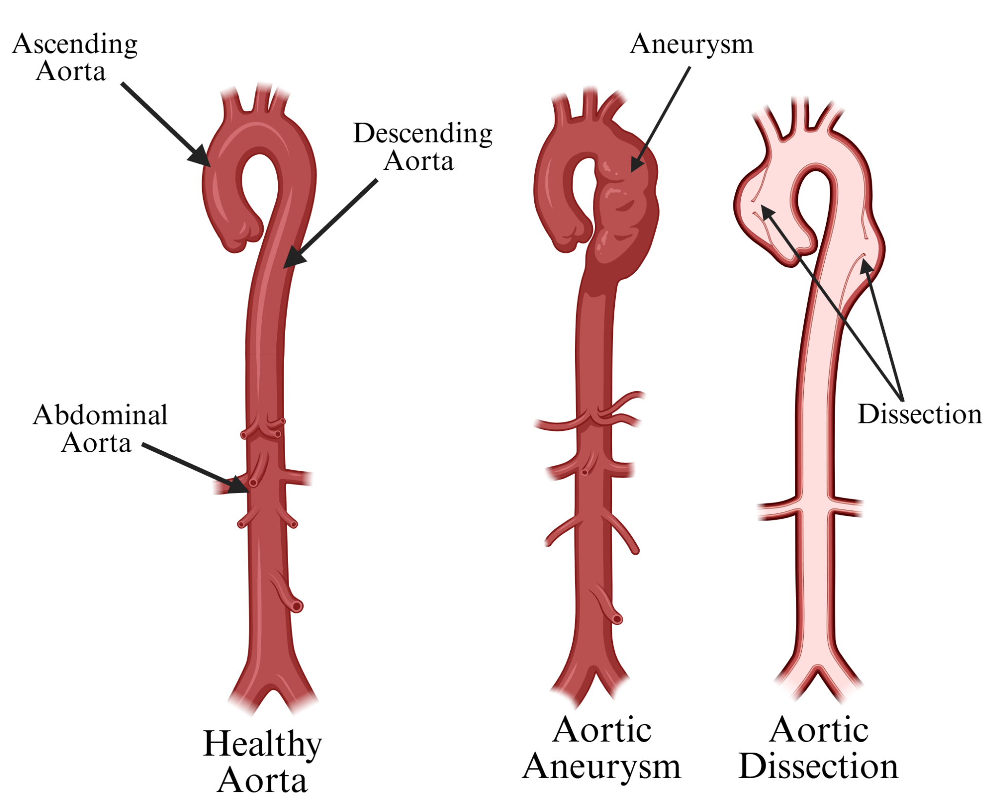 Ascending
Aorta
Aneurysm
Descending
Aorta
Abdominal
Aorta
Dissection
Healthy
Aorta
Aortic
Aneurysm
Aortic
Dissection